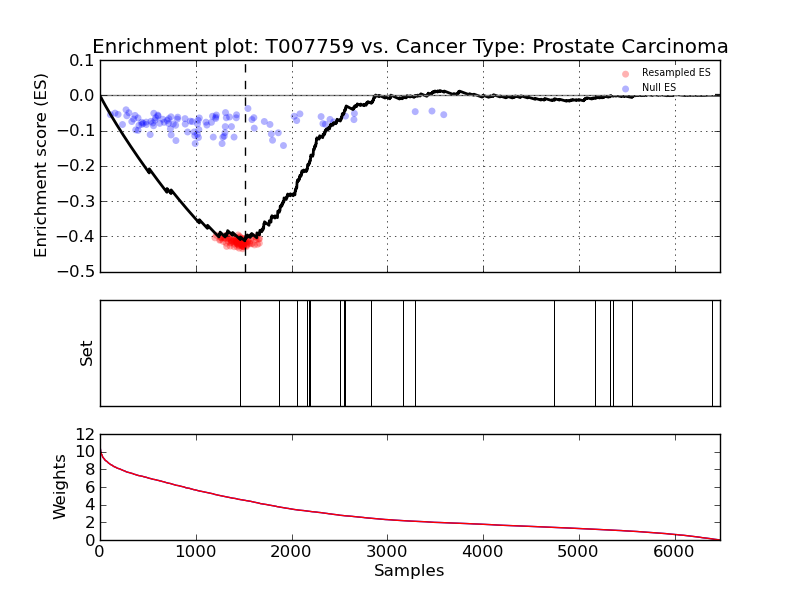 Enrichment plot: T007759 vs. Cancer Type: Prostate Carcinoma
0.1
0.0
−0.1
−0.2
−0.3
−0.4
−0.5
Enrichment score (ES)
Resampled ES
Null ES
Set
12
10
8
6
4
2
0
Weights
0 1000 2000 3000 4000 5000 6000
Samples